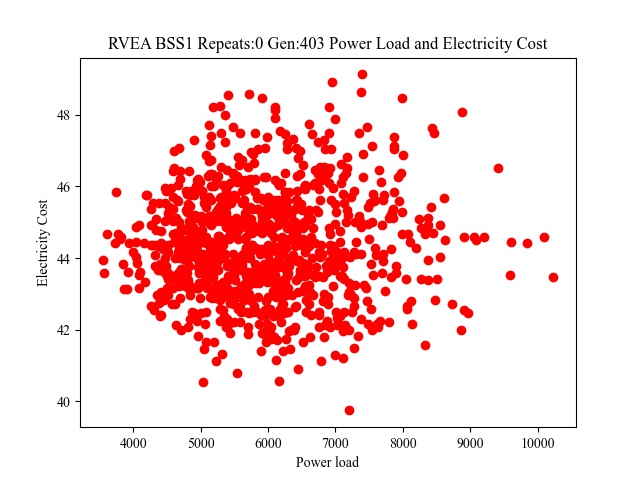 RVEA BSS1 Repeats:0 Gen:403 Power Load and Electricity Cost
48
46
44
42
40
Electricity Cost
4000 5000 6000 7000 8000 9000 10000
Power load